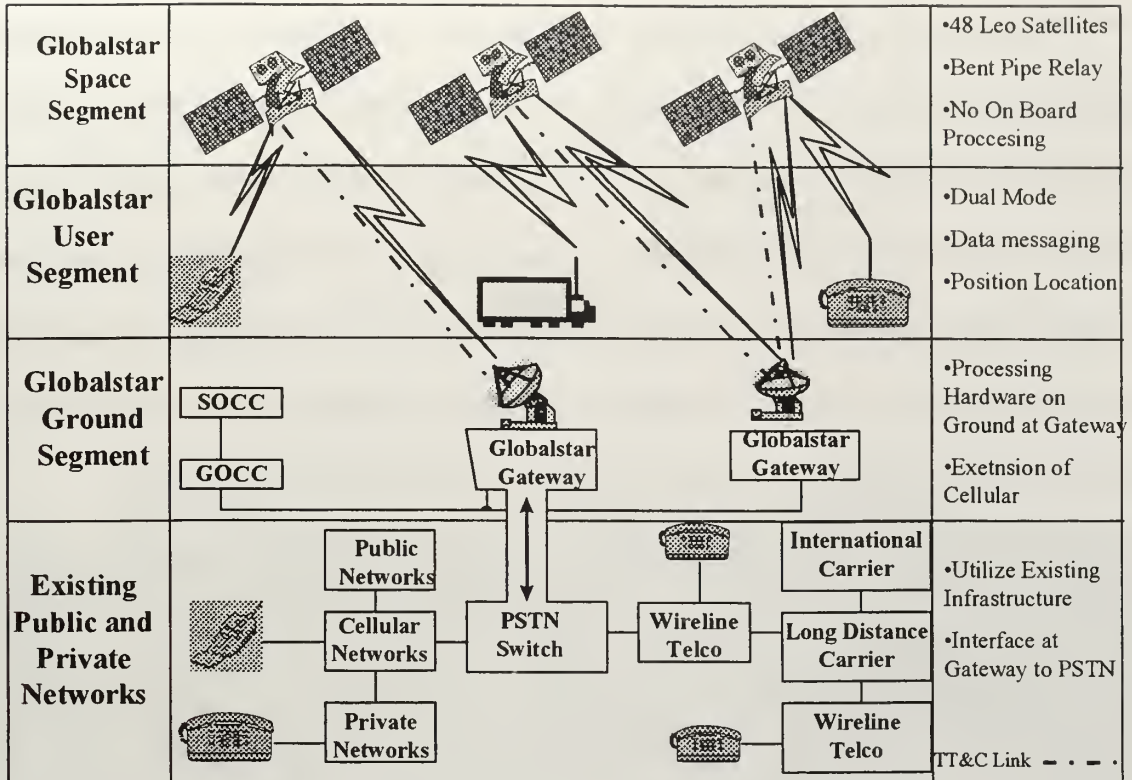 Globalstar
Space
Segment
•48 Leo Satellites
•Bent Pipe Relay
•No On Board
Proccesing
Globalstar
User
Segment
•Dual Mode
•Data messaging
•Position Location
Globalstar
Ground
Segment
SOCC
GOCC
Globalstar
Gateway
Globalstar
Gateway
•Processing
Hardware on
Ground at Gateway
•Exetnsion of
Cellular
Existing
Public and
Private
Networks
Public
Networks
Cellular
Networks
Private
Networks
PSTN
Switch
Wireline
Telco
International
Carrier
Long Distance
Carrier
Wireline
Telco
•Utilize Existing
Infrastructure
•Interface at
Gateway to PSTN
TT&C Link